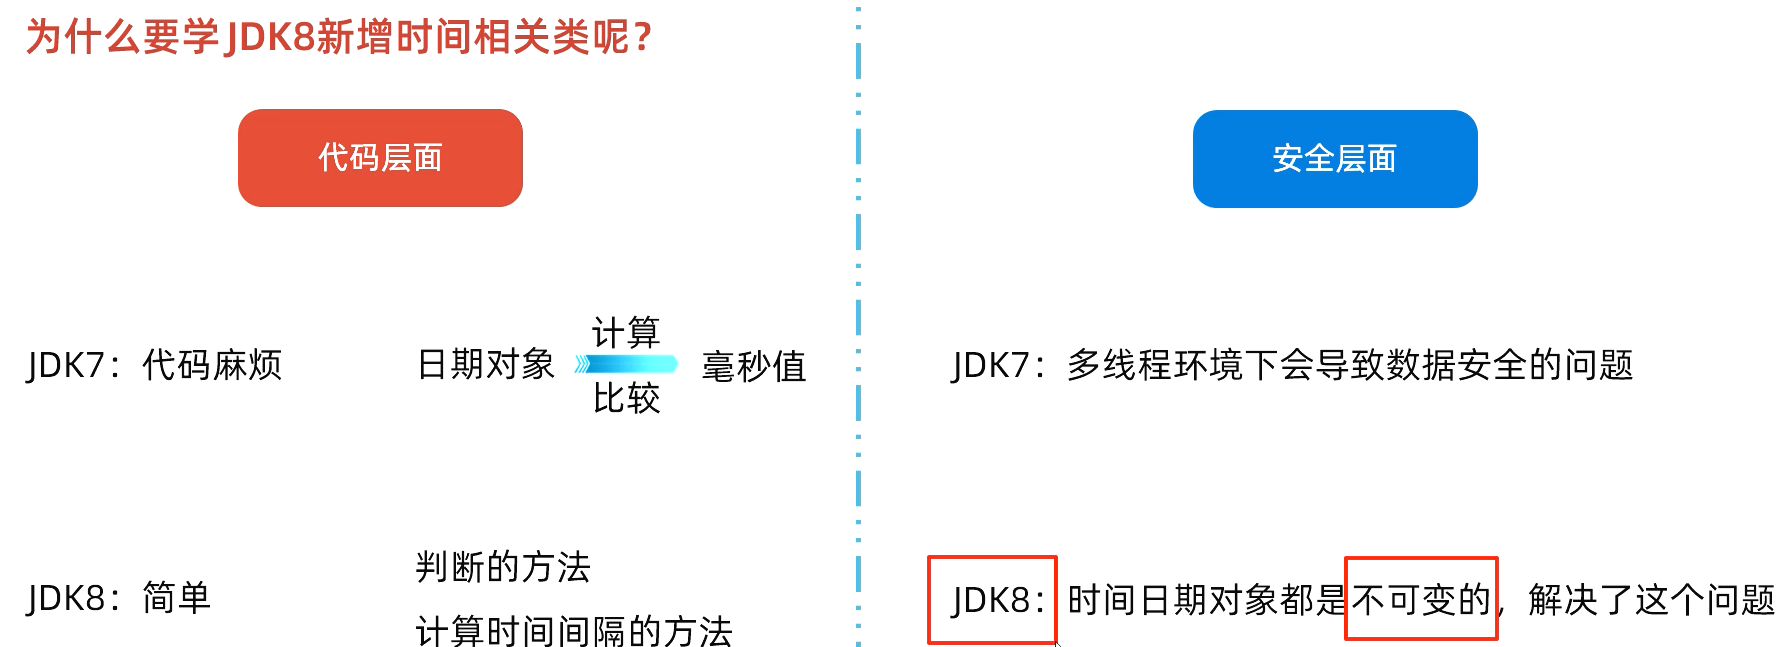 为什么要学JDK8新增时间相关类呢？
代码层面
JDK7：代码麻烦
日期对象
计算
比较
毫秒值
JDK8：简单
判断的方法
计算时间间隔的方法
安全层面
JDK7：多线程环境下会导致数据安全的问题
JDK8：时间日期对象都是不可变的，解决了这个问题